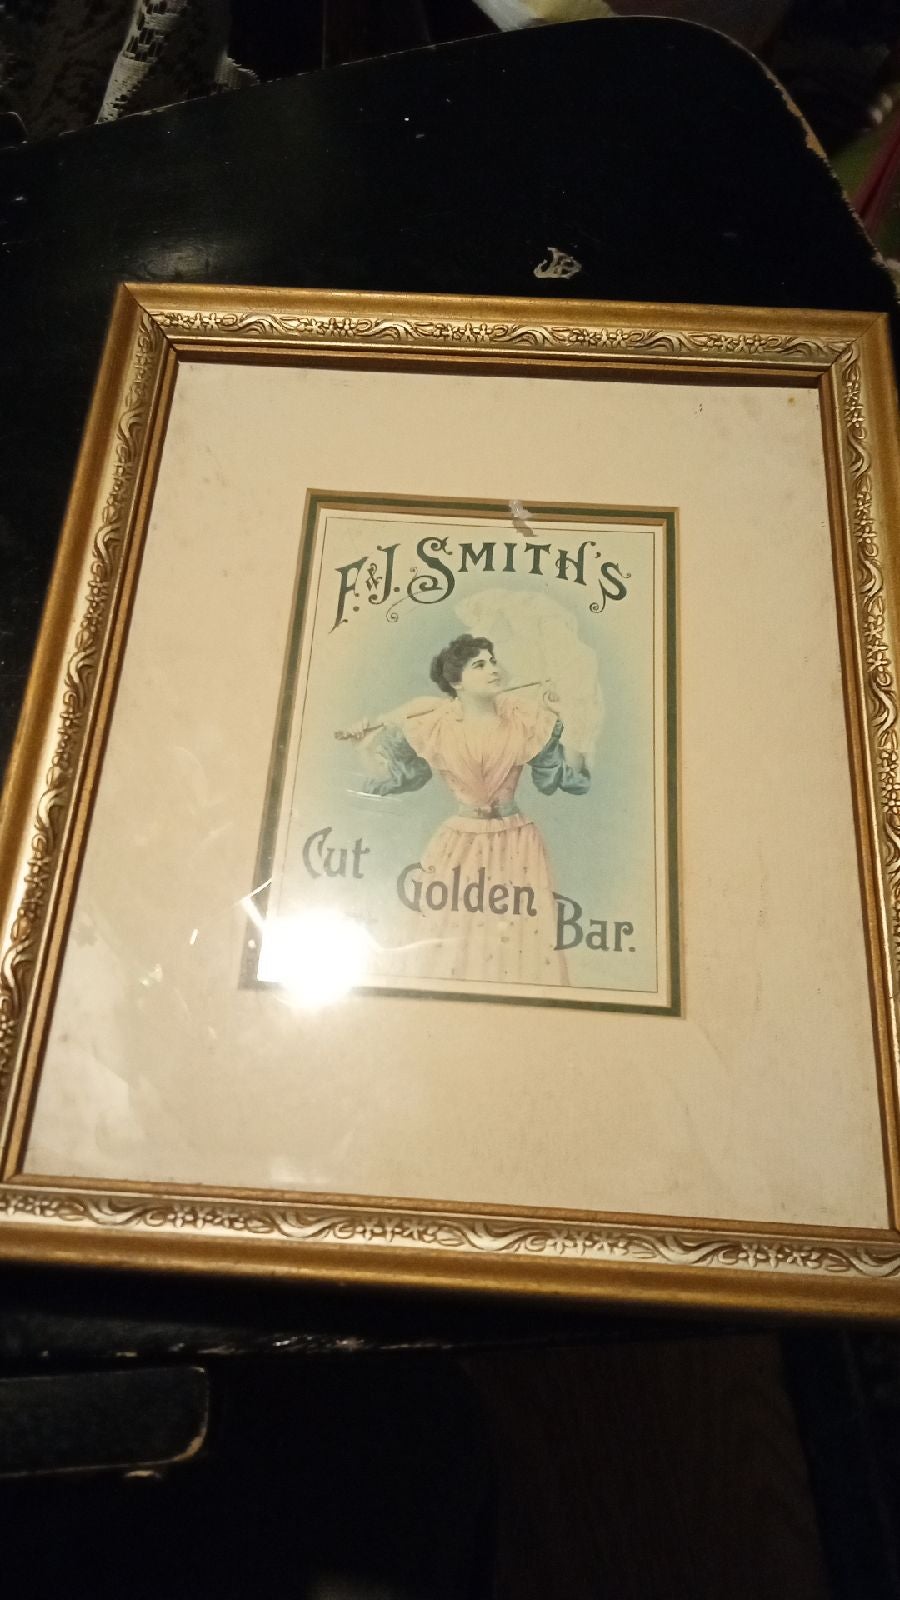 F.&J. SMITH'S
Cut
Golden
Bar.